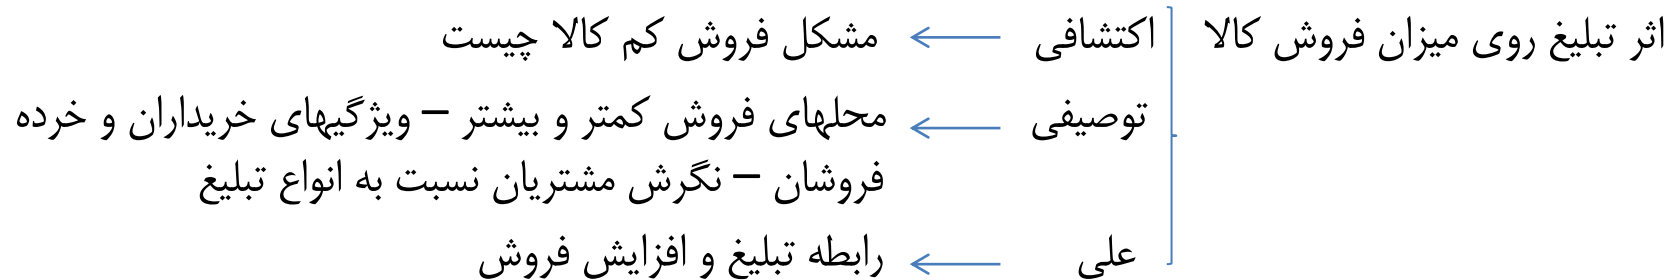 اثر تبلیغ روی میزان فروش کالا اکتشافی مشکل فروش کم کالا چیست
توصیفی محلهای فروش کمتر و بیشتر – ویژگیهای خریداران و خرده
فروشان – نگرش مشتریان نسبت به انواع تبلیغ
علی رابطه تبلیغ و افزایش فروش